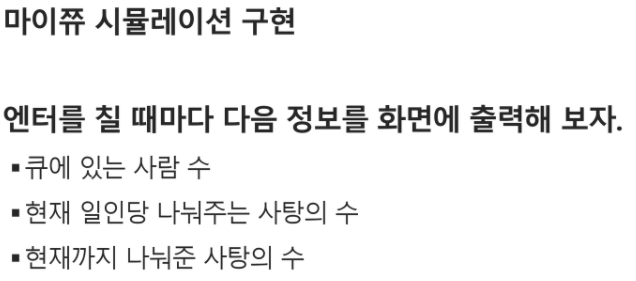 마이쮸 시뮬레이션 구현
엔터를 칠 때마다 다음 정보를 화면에 출력해 보자.
▪큐에 있는 사람 수
▪현재 일인당 나눠주는 사탕의 수
▪현재까지 나눠준 사탕의 수